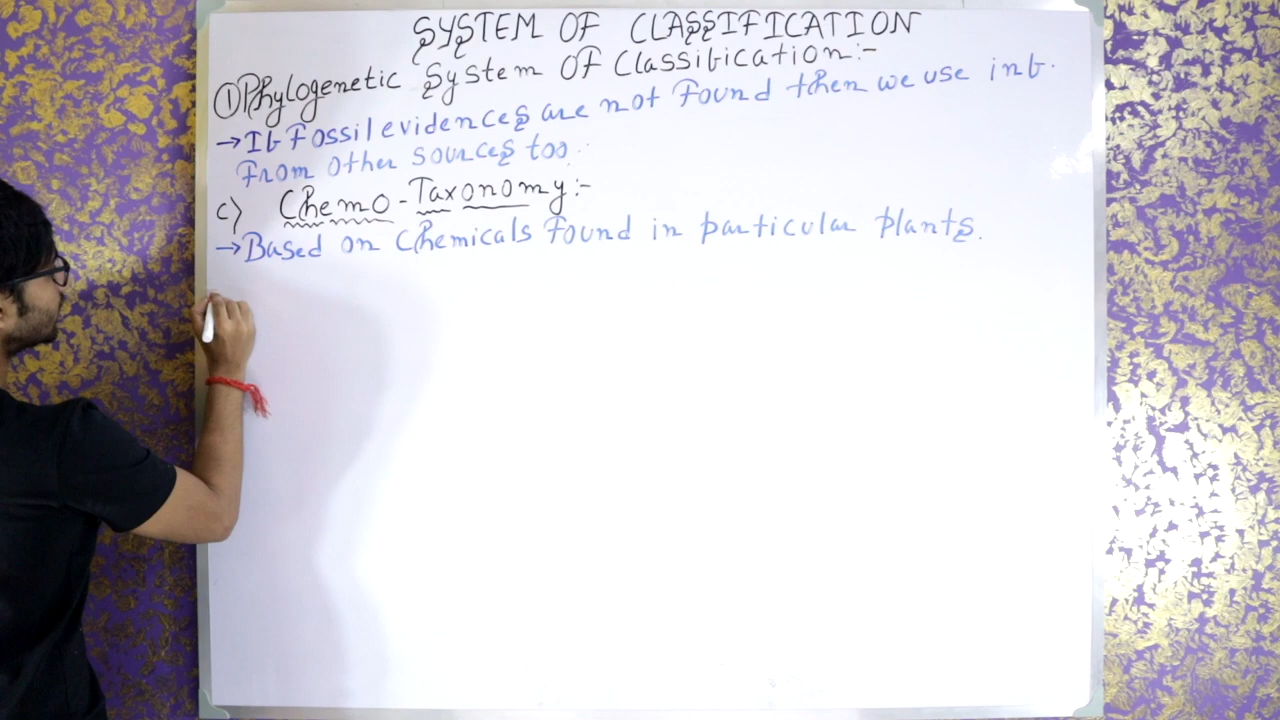 SYSTEM OF CLASSIFICATION
① Phylogenetic System Of Classification:-
→ If Fossil evidences are not found then we use inf.
from other sources too.
c) Chemo-Taxonomy:-
→ Based on Chemicals Found in particular plants.